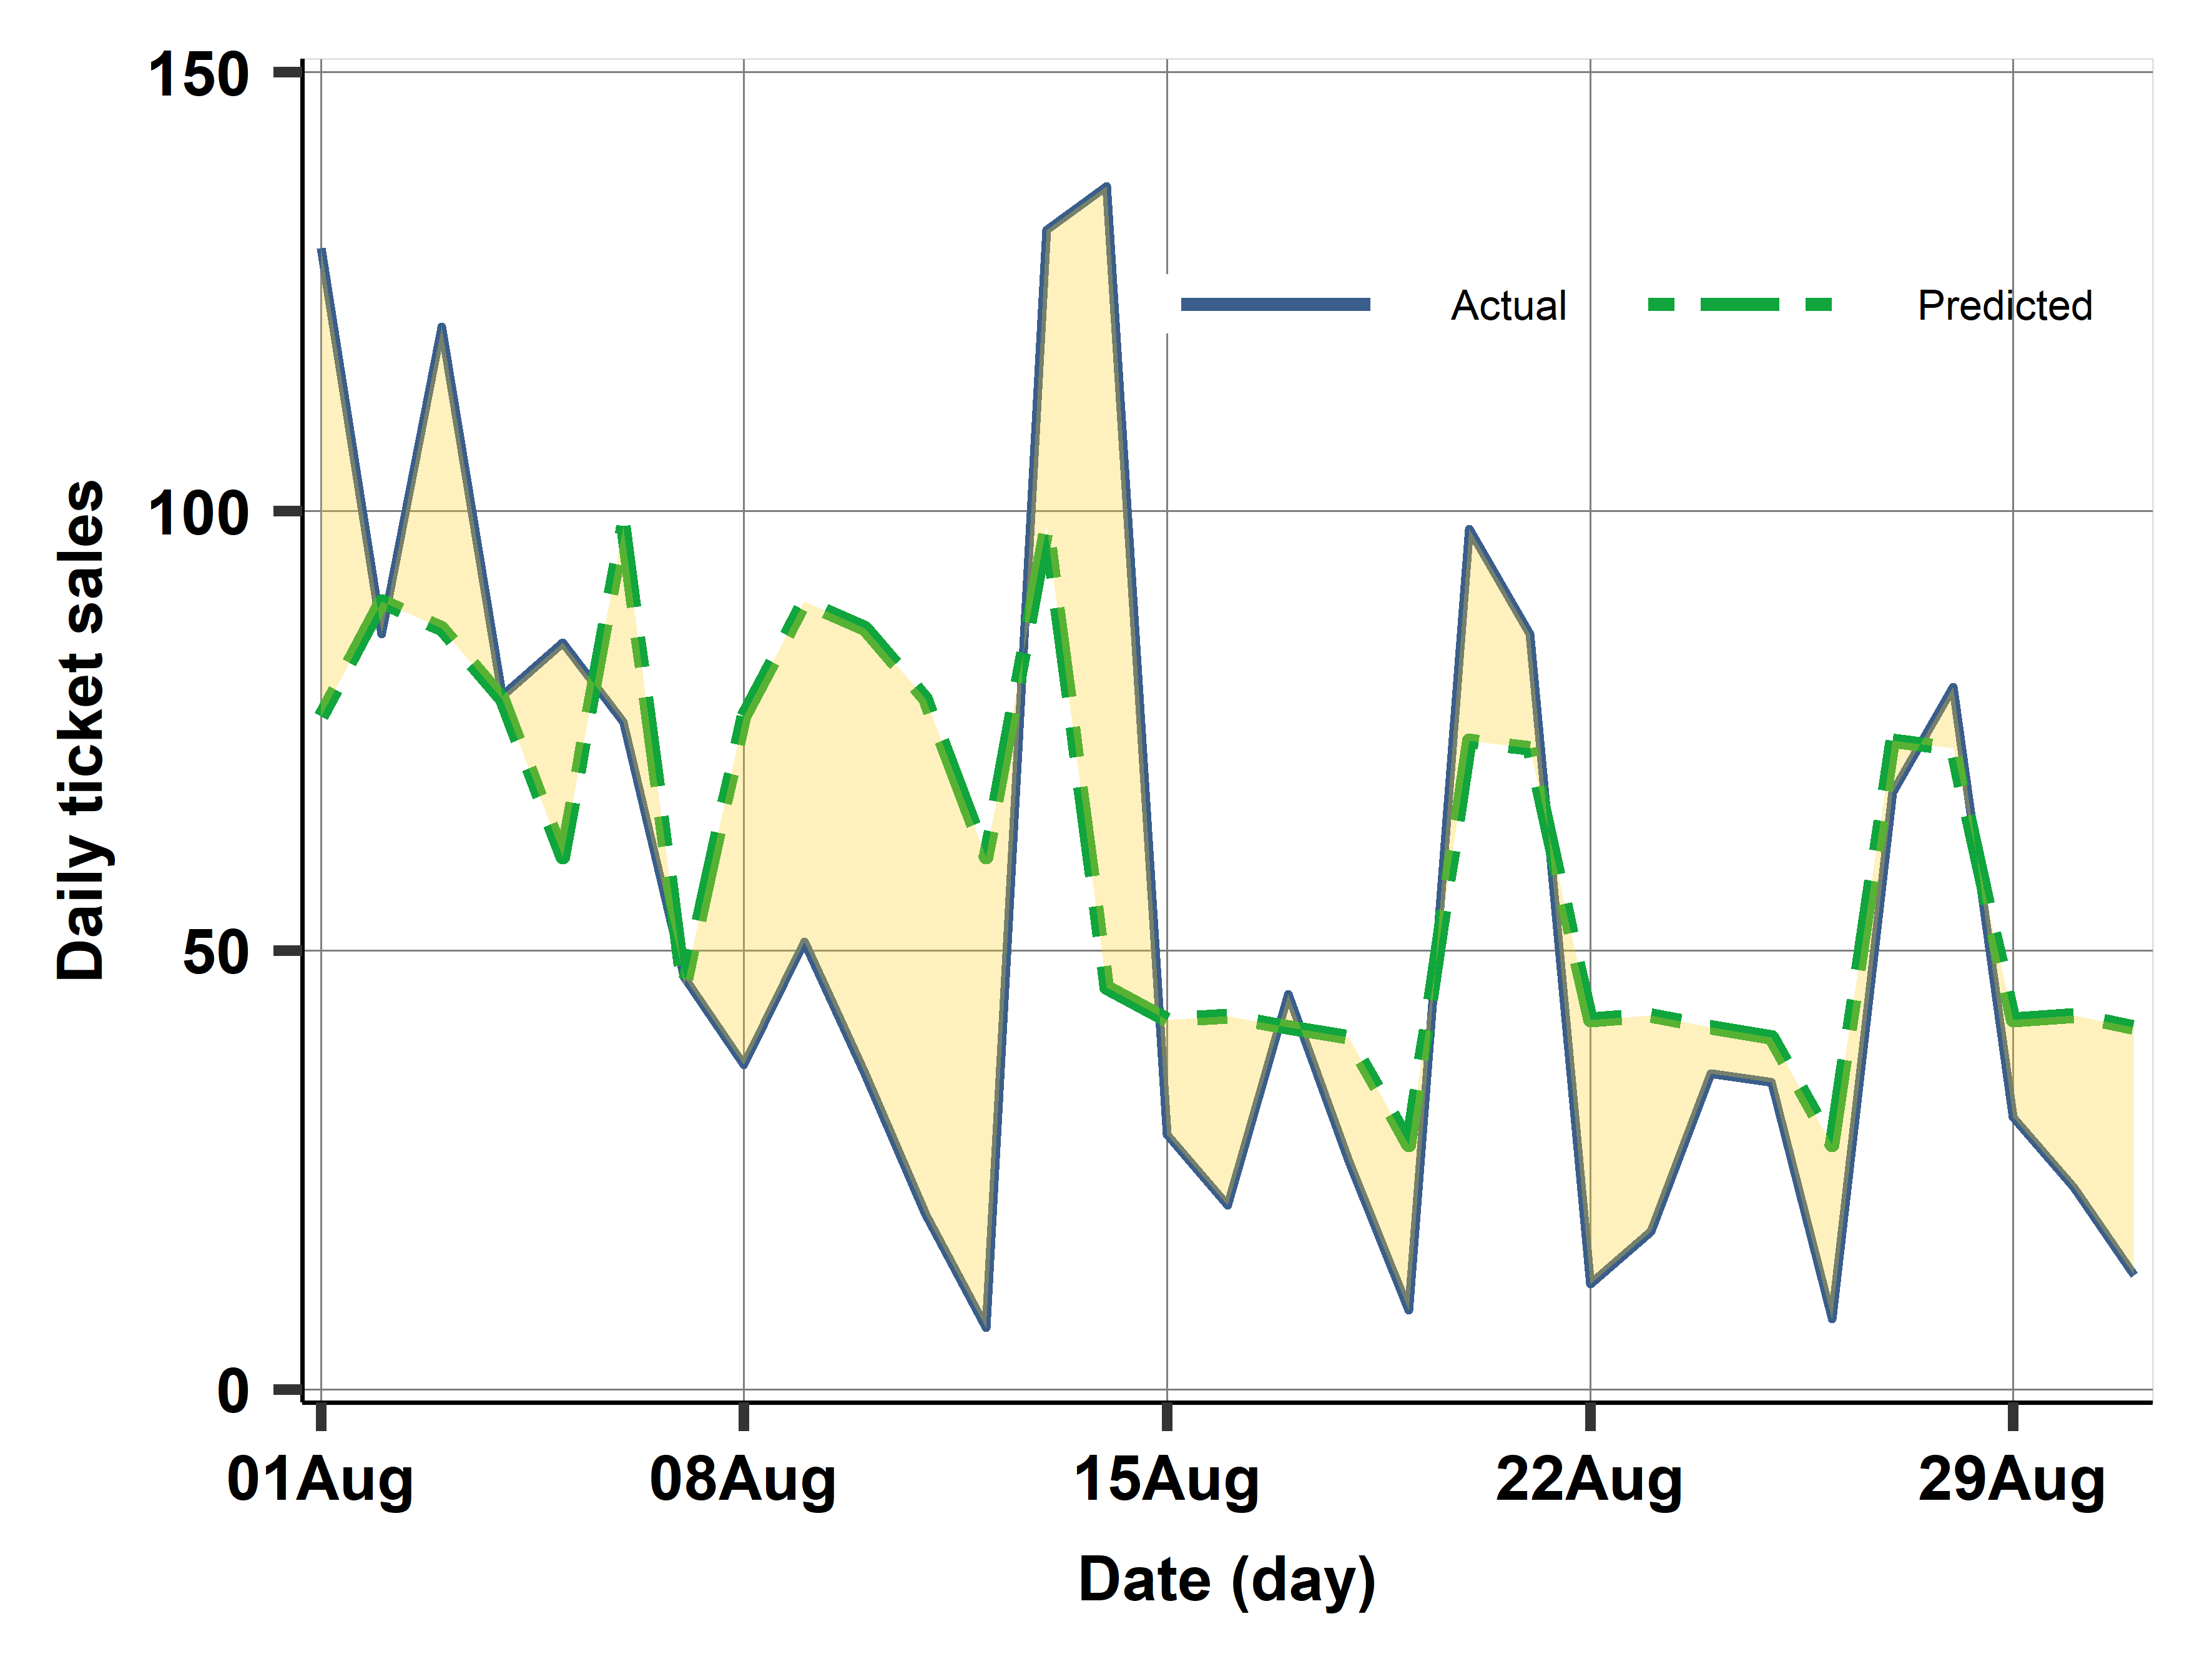 150
100
50
0
Daily ticket sales
Actual
Predicted
01Aug
08Aug
15Aug
22Aug
29Aug
Date (day)